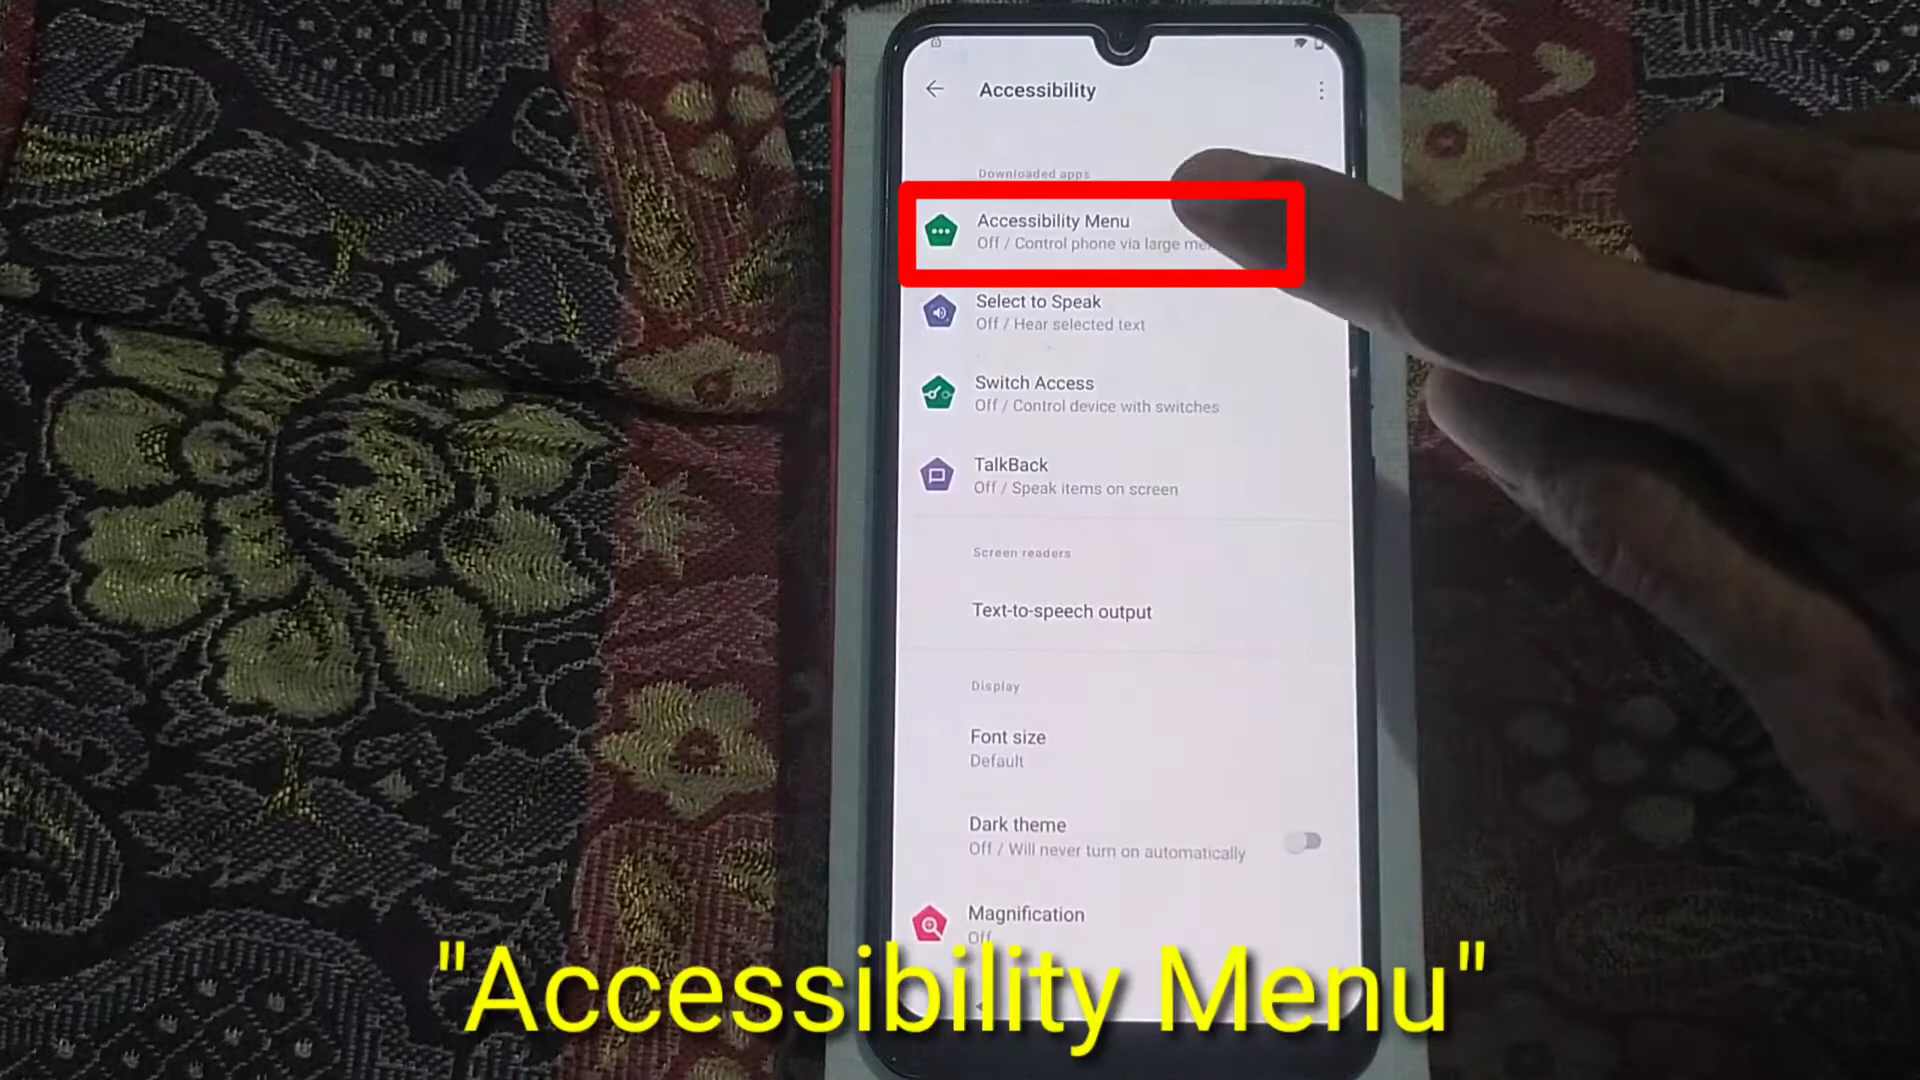 Accessibility
Downloaded apps
Accessibility Menu
Off / Control phone via large
Select to Speak
Off / Hear selected text
Switch Access
Off / Control device with switches
TalkBack
Off / Speak items on screen
Screen readers
Text-to-speech output
Display
Font size
Default
Dark theme
Off / Will never turn on automatically
Magnification
Off
"Accessibility Menu"